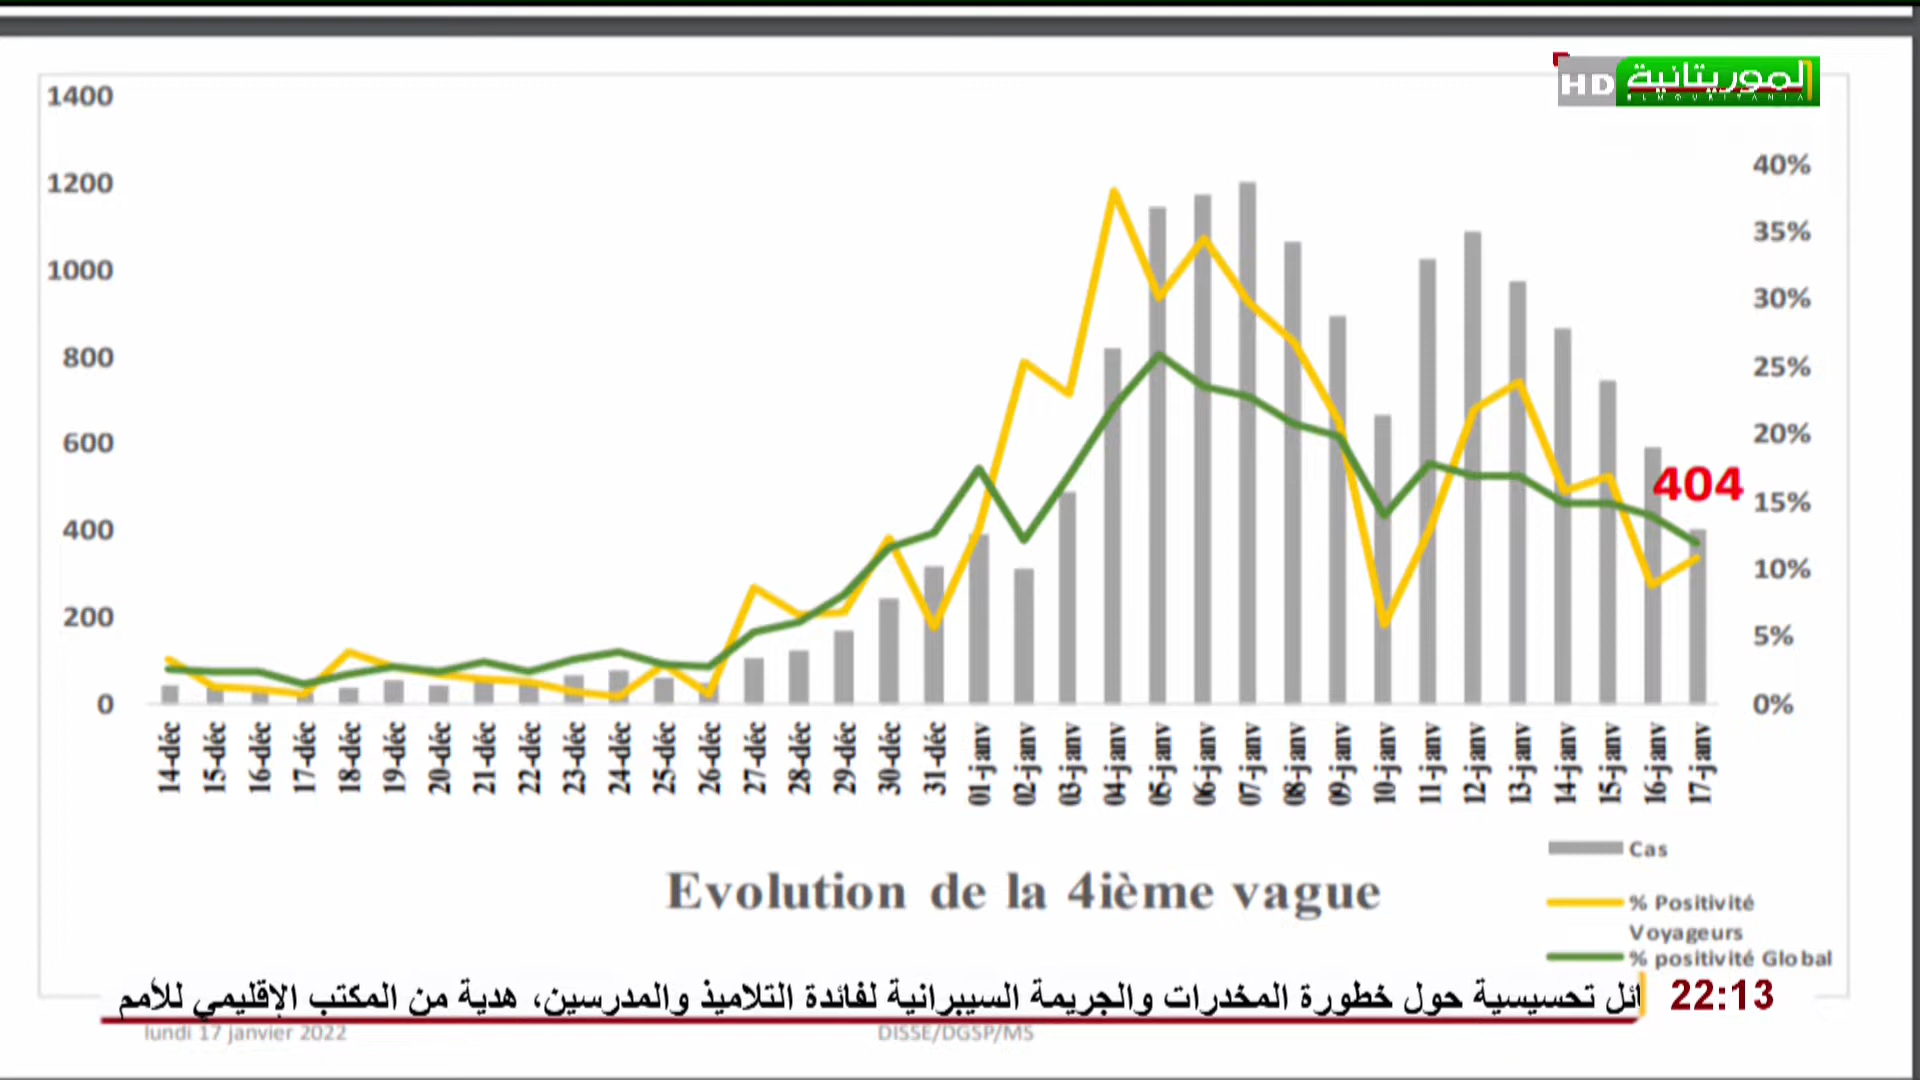 HD الموريتانية
ELMOURITANIA
1400
1200
1000
800
600
400
200
0
40%
35%
30%
25%
20%
15%
10%
5%
0%
404
14-déc
15-déc
16-déc
17-déc
18-déc
19-déc
20-déc
21-déc
22-déc
23-déc
24-déc
25-déc
26-déc
27-déc
28-déc
29-déc
30-déc
31-déc
01-janv
02-janv
03-janv
04-janv
05-janv
06-janv
07-janv
08-janv
09-janv
10-janv
11-janv
12-janv
13-janv
14-janv
15-janv
16-janv
17-janv
Evolution de la 4ième vague
Cas
% Positivité
Voyageurs
% positivité Global
ئل تحسيسية حول خطورة المخدرات والجريمة السيبرانية لفائدة التلاميذ والمدرسين، هدية من المكتب الإقليمي للأمم
22:13
lundi 17 janvier 2022
DISSE/DGSP/MS